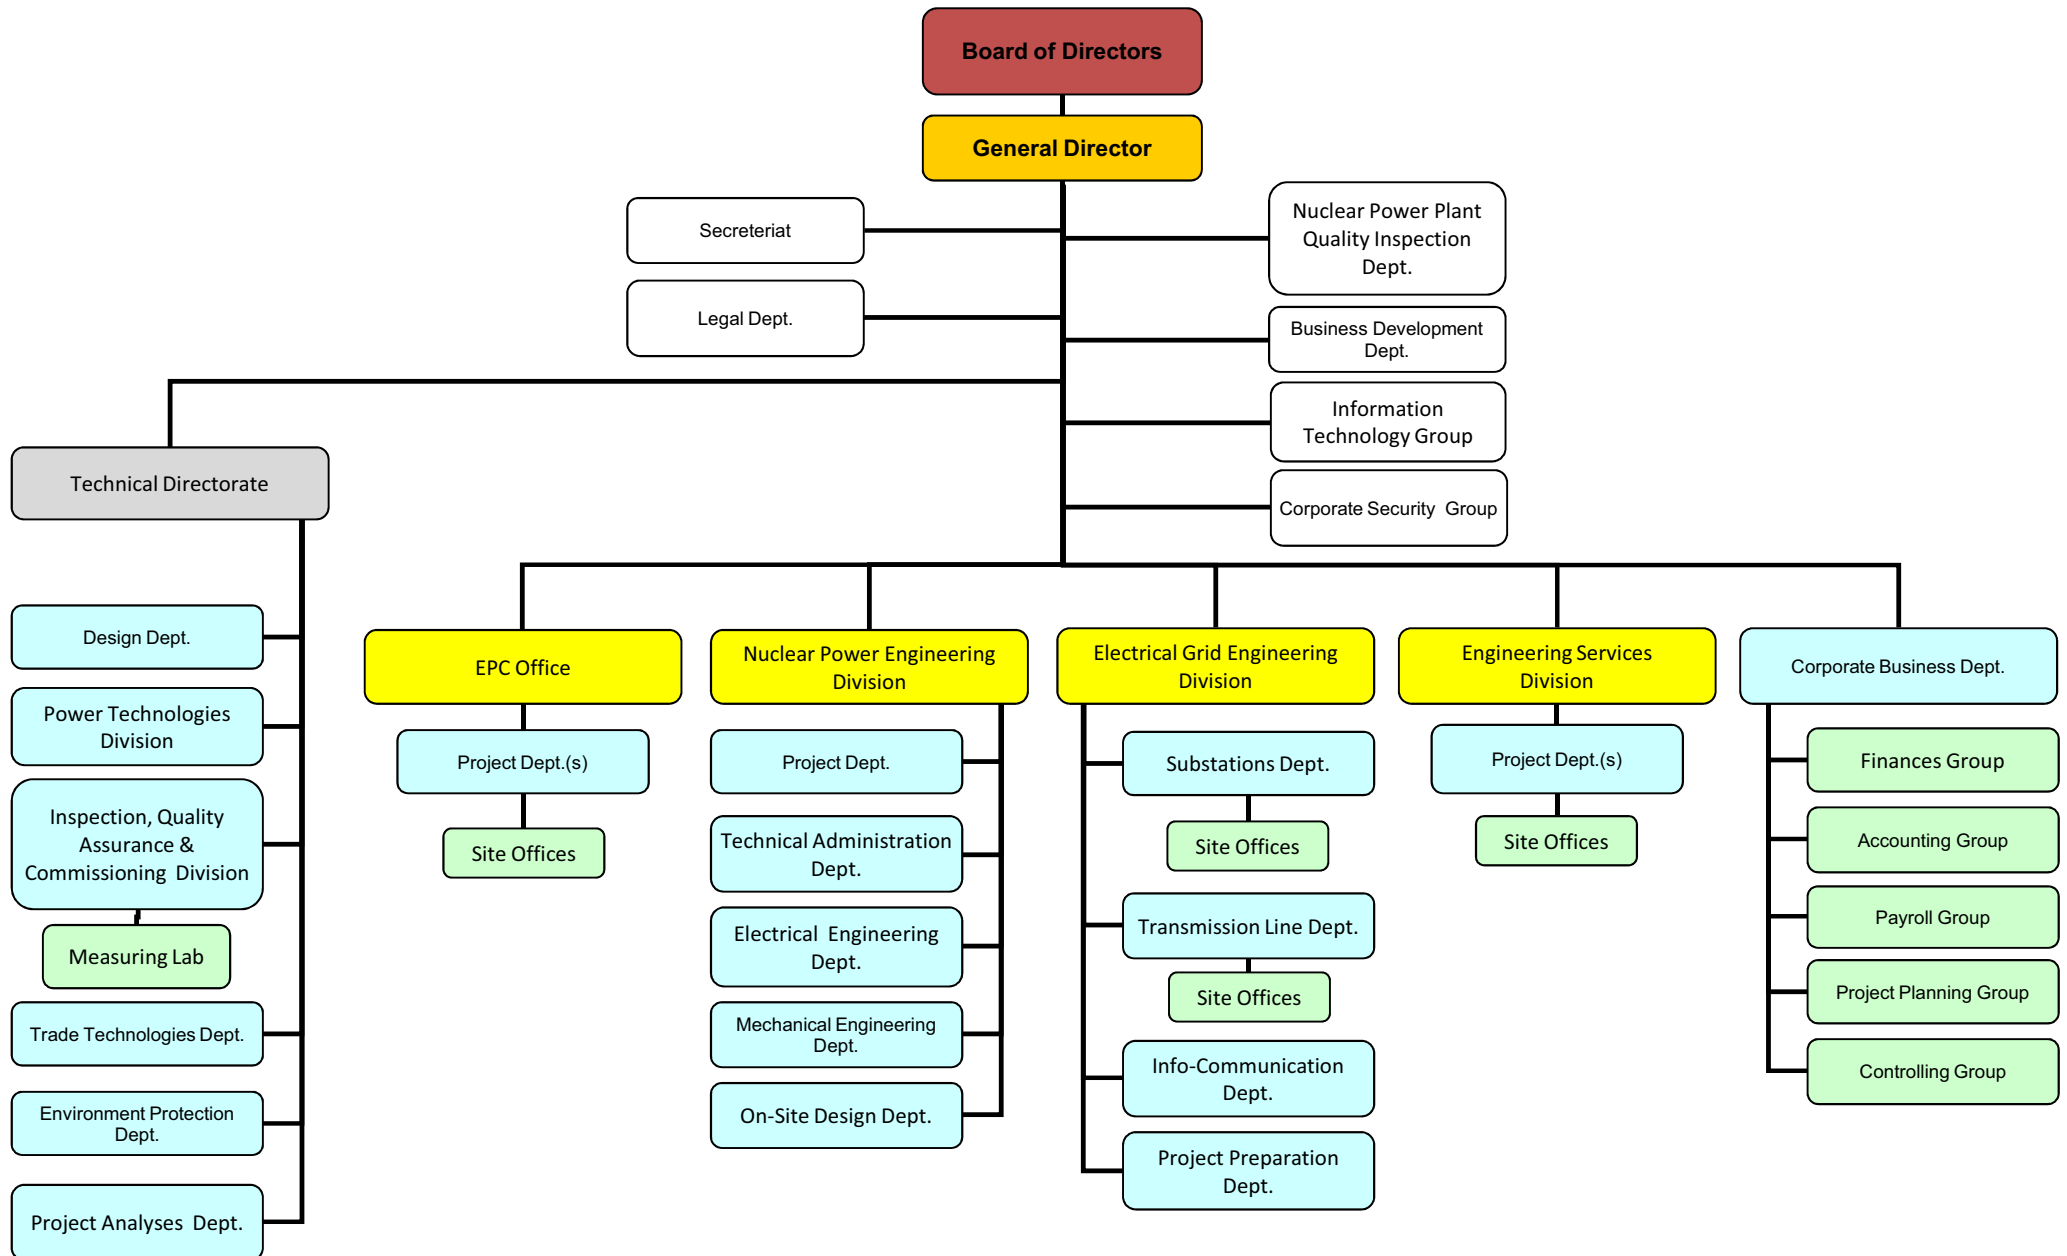 Board of Directors
General Director
Secreteriat
Legal Dept.
Nuclear Power Plant
Quality Inspection
Dept.
Business Development
Dept.
Information
Technology Group
Corporate Security Group
Technical Directorate
Design Dept.
Power Technologies
Division
Inspection, Quality
Assurance &
Commissioning Division
Measuring Lab
Trade Technologies Dept.
Environment Protection
Dept.
Project Analyses Dept.
EPC Office
Project Dept.(s)
Site Offices
Nuclear Power Engineering
Division
Project Dept.
Technical Administration
Dept.
Electrical Engineering
Dept.
Mechanical Engineering
Dept.
On-Site Design Dept.
Electrical Grid Engineering
Division
Substations Dept.
Site Offices
Transmission Line Dept.
Site Offices
Info-Communication
Dept.
Project Preparation
Dept.
Engineering Services
Division
Project Dept.(s)
Site Offices
Corporate Business Dept.
Finances Group
Accounting Group
Payroll Group
Project Planning Group
Controlling Group